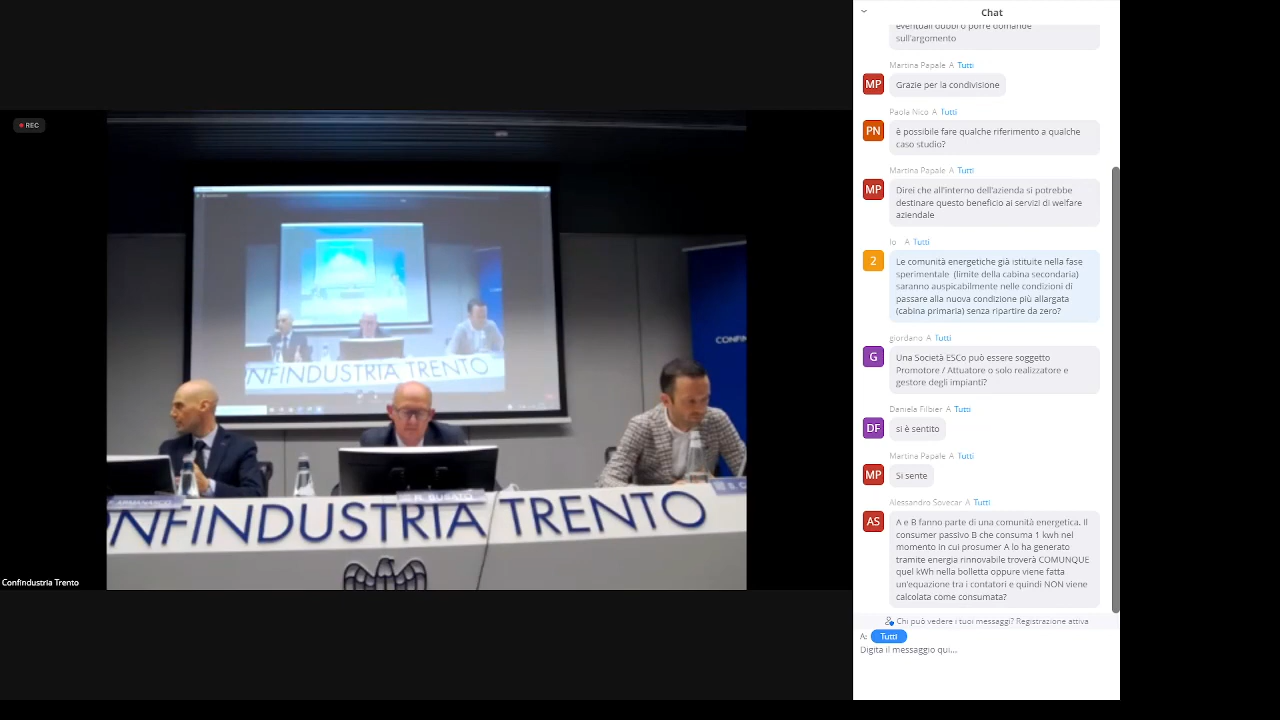 REC
CONFIN
NFINDUSTRIA TRENTO
R. BUSATO
ONFINDUSTRIA TRENTO
Confindustria Trento
Chat
eventuali dubbi o porre domande
sull'argomento
Martina Papale A Tutti
MP
Grazie per la condivisione
Paola Nico A Tutti
PN
è possibile fare qualche riferimento a qualche
caso studio?
Martina Papale A Tutti
MP
Direi che all'interno dell'azienda si potrebbe
destinare questo beneficio ai servizi di welfare
aziendale
Io A Tutti
2
Le comunità energetiche già istituite nella fase
sperimentale (limite della cabina secondaria)
saranno auspicabilmente nelle condizioni di
passare alla nuova condizione più allargata
(cabina primaria) senza ripartire da zero?
giordano A Tutti
G
Una Società ESCo può essere soggetto
Promotore / Attuatore o solo realizzatore e
gestore degli impianti?
Daniela Filbier A Tutti
DF
si è sentito
Martina Papale A Tutti
MP
Si sente
Alessandro Sovecar A Tutti
AS
A e B fanno parte di una comunità energetica. Il
consumer passivo B che consuma 1 kwh nel
momento in cui prosumer A lo ha generato
tramite energia rinnovabile troverà COMUNQUE
quel kWh nella bolletta oppure viene fatta
un'equazione tra i contatori e quindi NON viene
calcolata come consumata?
Chi può vedere i tuoi messaggi? Registrazione attiva
A: Tutti
Digita il messaggio qui...